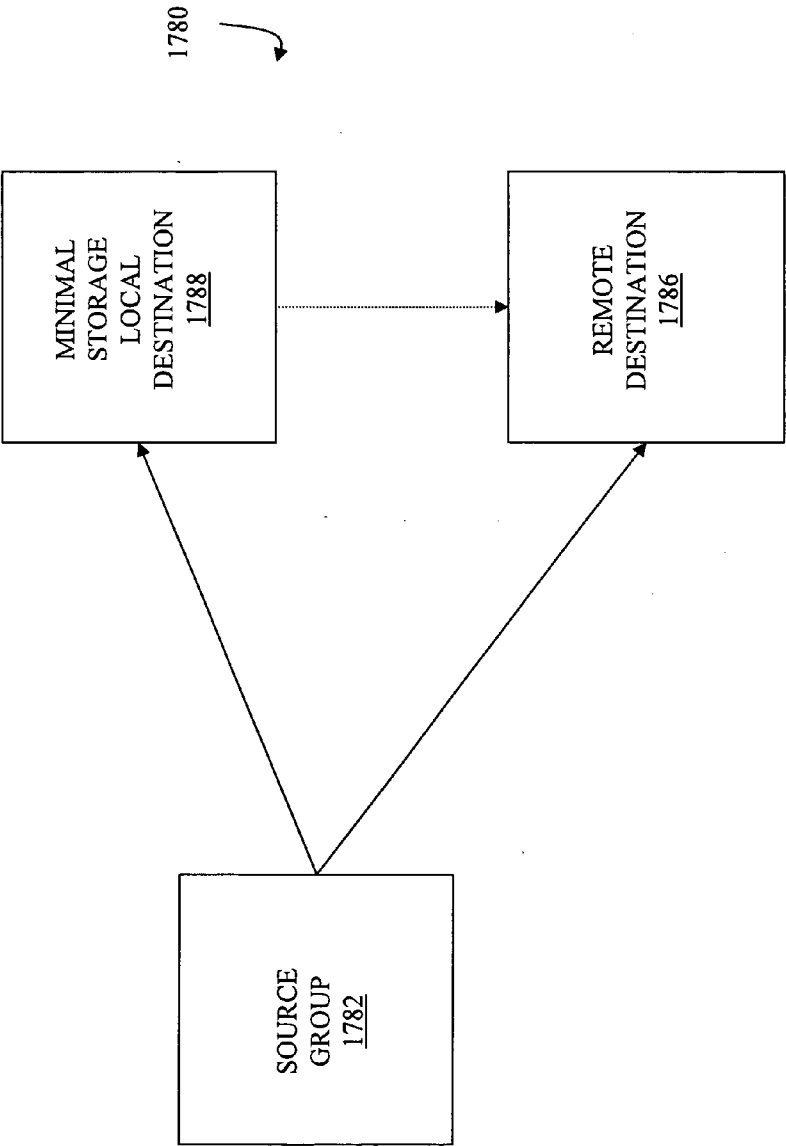 1780
MINIMAL
STORAGE
LOCAL
DESTINATION
1788
SOURCE
GROUP
1782
REMOTE
DESTINATION
1786